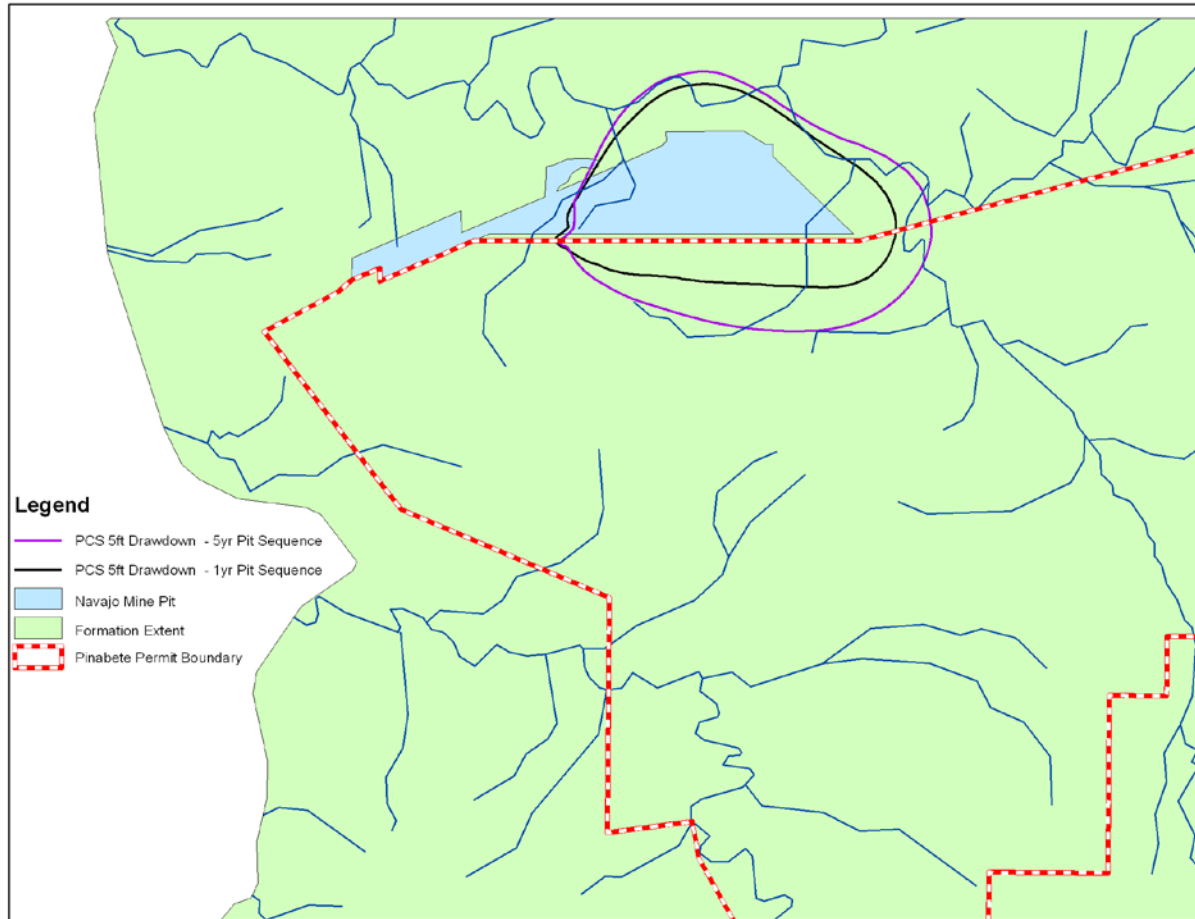 Legend
PCS 5ft Drawdown - 5yr Pit Sequence
PCS 5ft Drawdown - 1yr Pit Sequence
Navajo Mine Pit
Formation Extent
Pinabete Permit Boundary